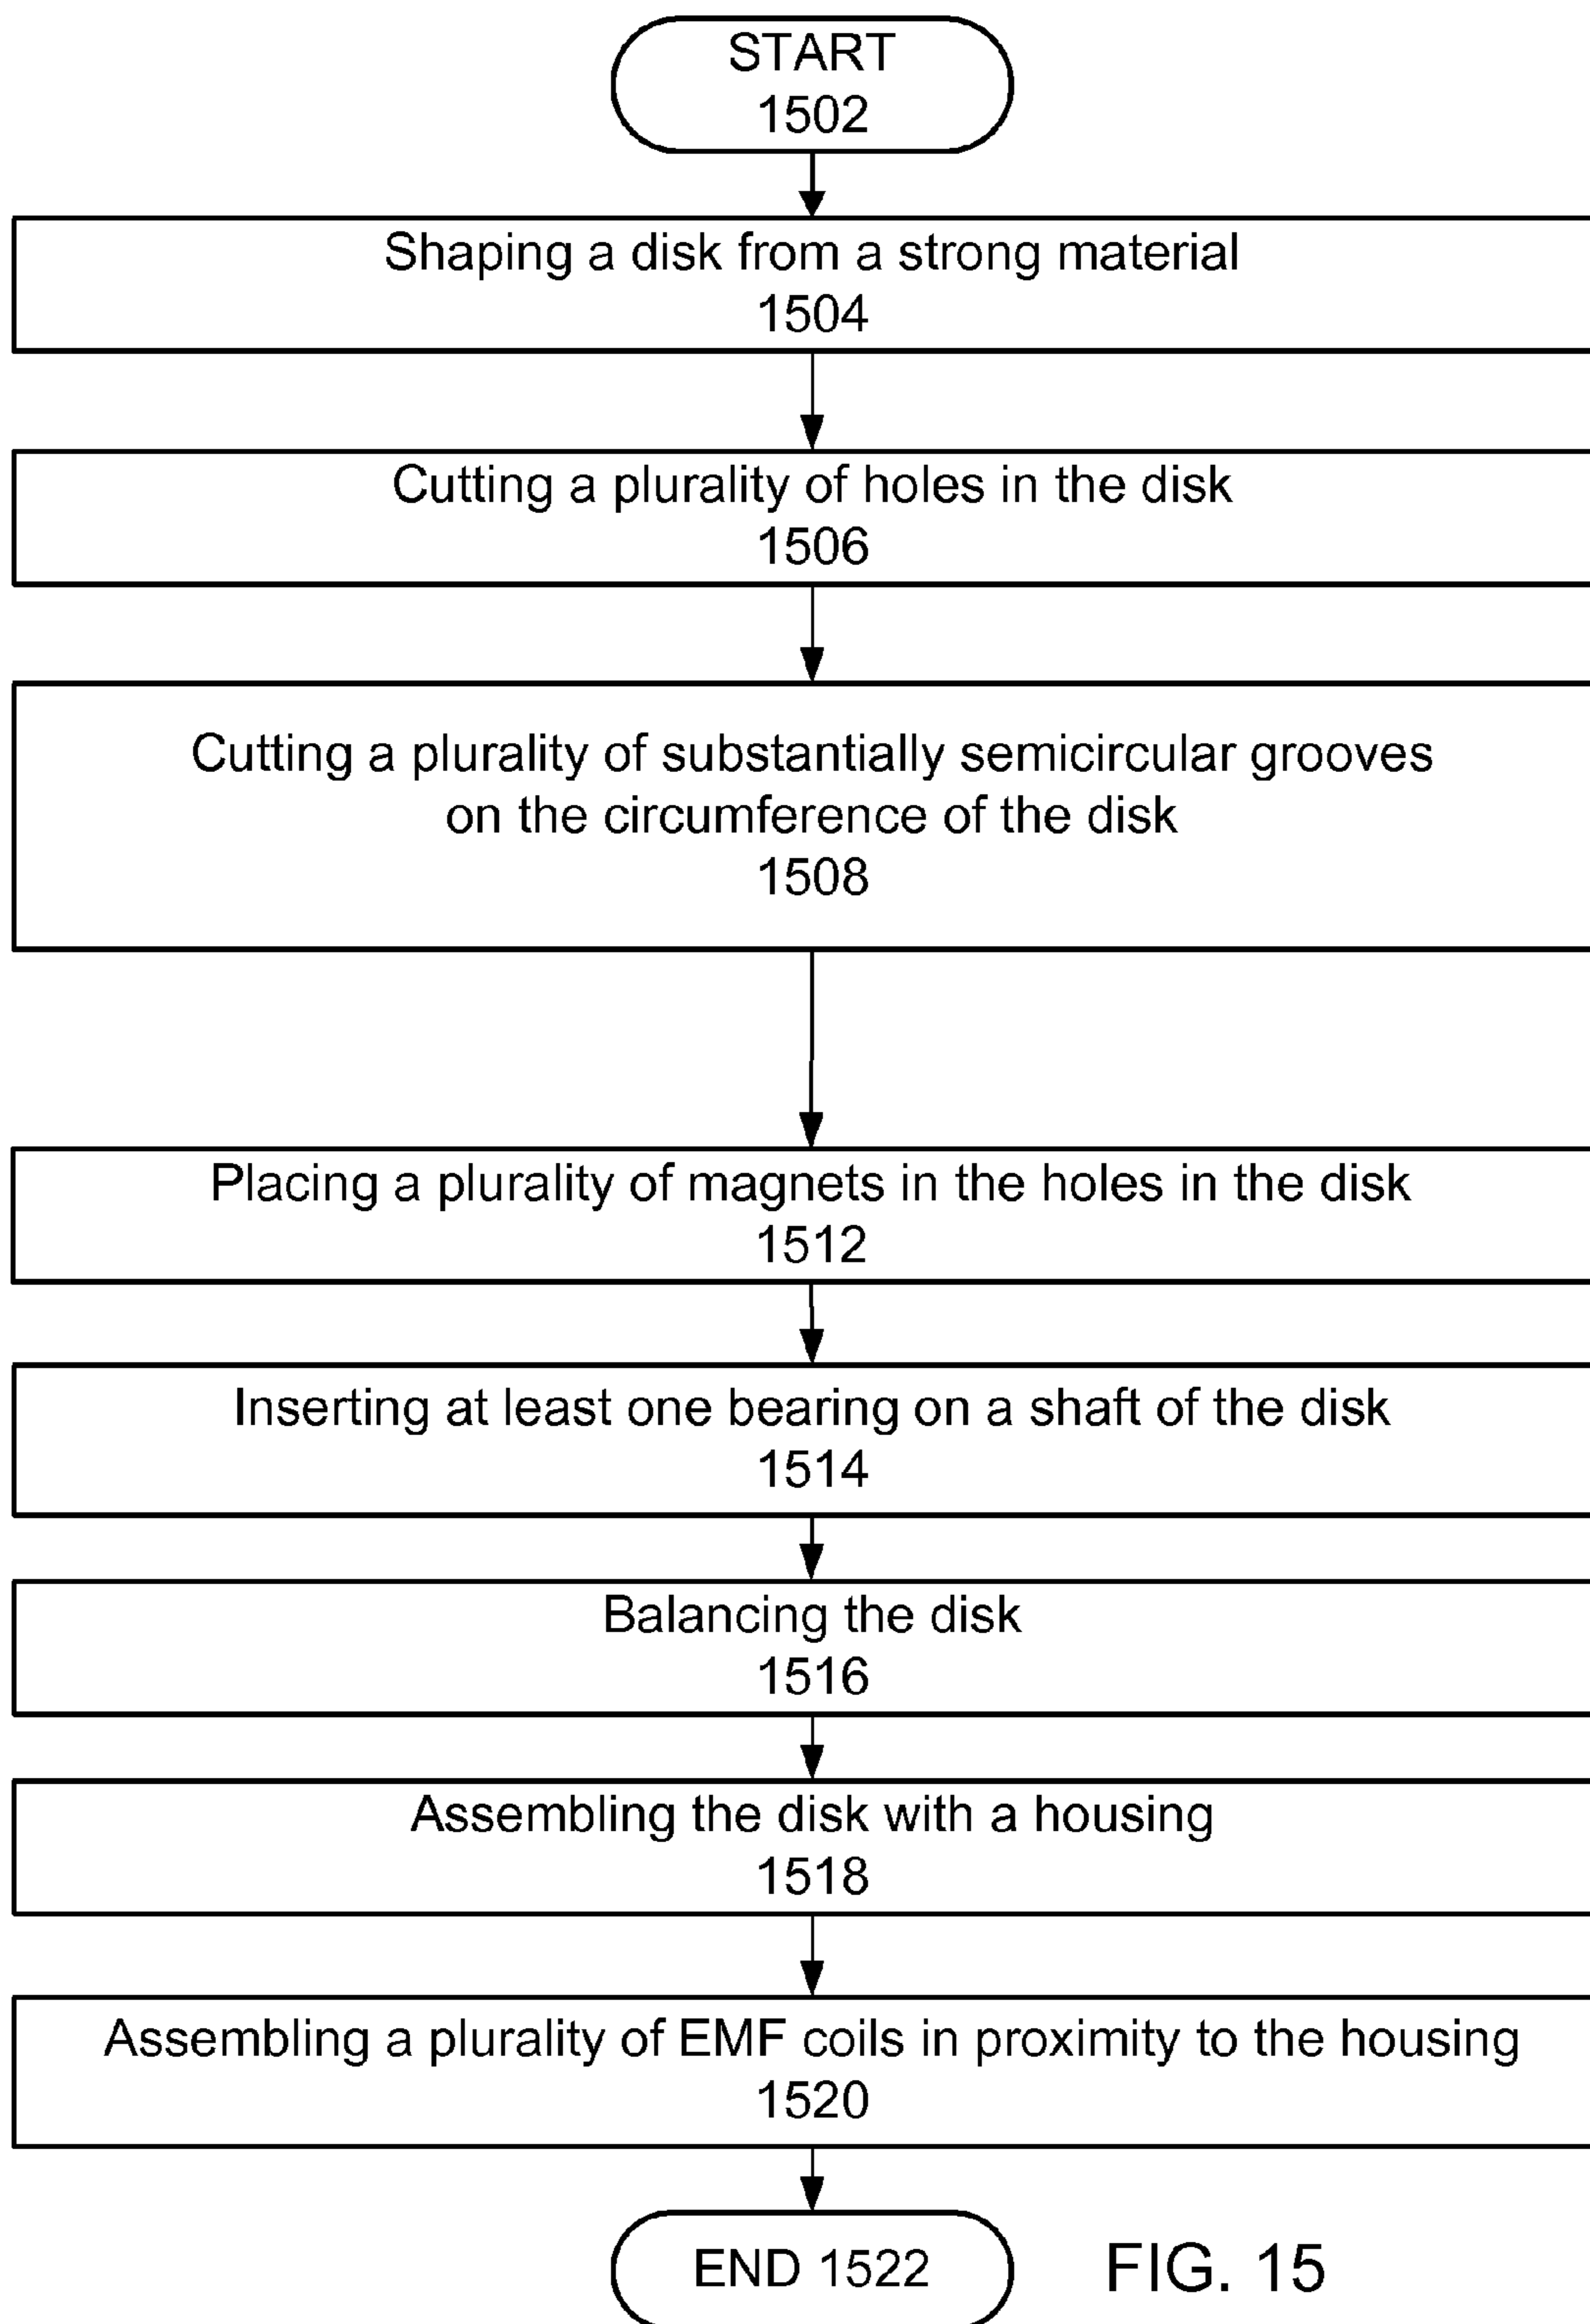 START
1502
Shaping a disk from a strong material
1504
Cutting a plurality of holes in the disk
1506
Cutting a plurality of substantially semicircular grooves
on the circumference of the disk
1508
Placing a plurality of magnets in the holes in the disk
1512
Inserting at least one bearing on a shaft of the disk
1514
Balancing the disk
1516
Assembling the disk with a housing
1518
Assembling a plurality of EMF coils in proximity to the housing
1520
END 1522
FIG. 15